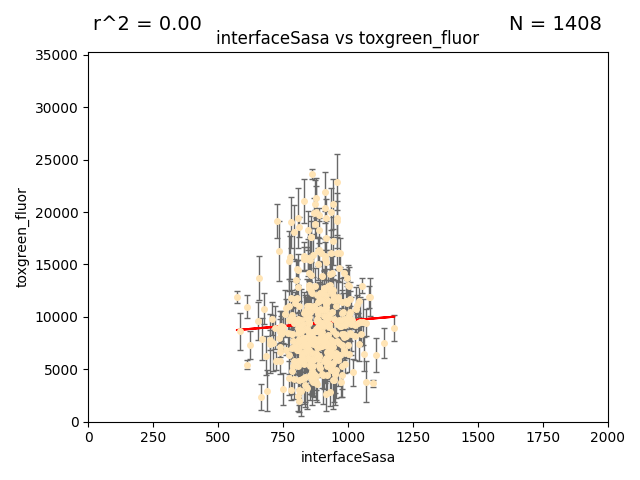 r^2 = 0.00
N = 1408
interfaceSasa vs toxgreen_fluor
35000
30000
25000
20000
15000
10000
5000
0
toxgreen_fluor
0 250 500 750 1000 1250 1500 1750 2000
interfaceSasa